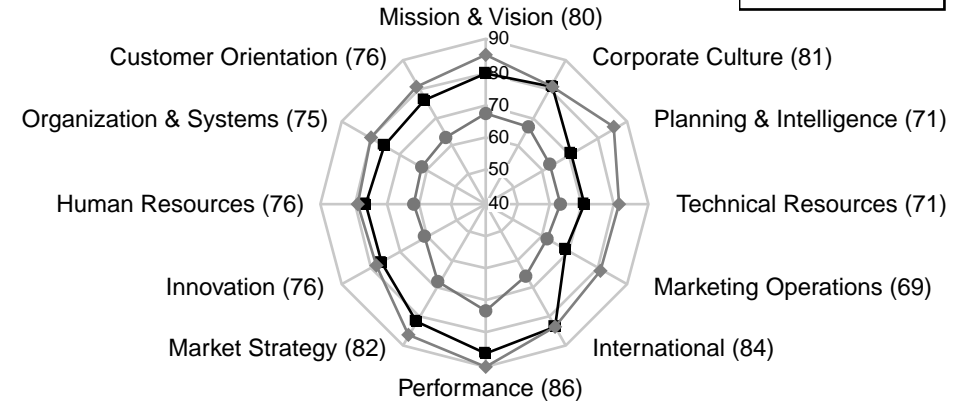 Mission & Vision (80)
90
Customer Orientation (76)
Corporate Culture (81)
80
Organization & Systems (75)
70
Planning & Intelligence (71)
60
50
Human Resources (76)
40
Technical Resources (71)
Innovation (76)
Marketing Operations (69)
Market Strategy (82)
International (84)
Performance (86)